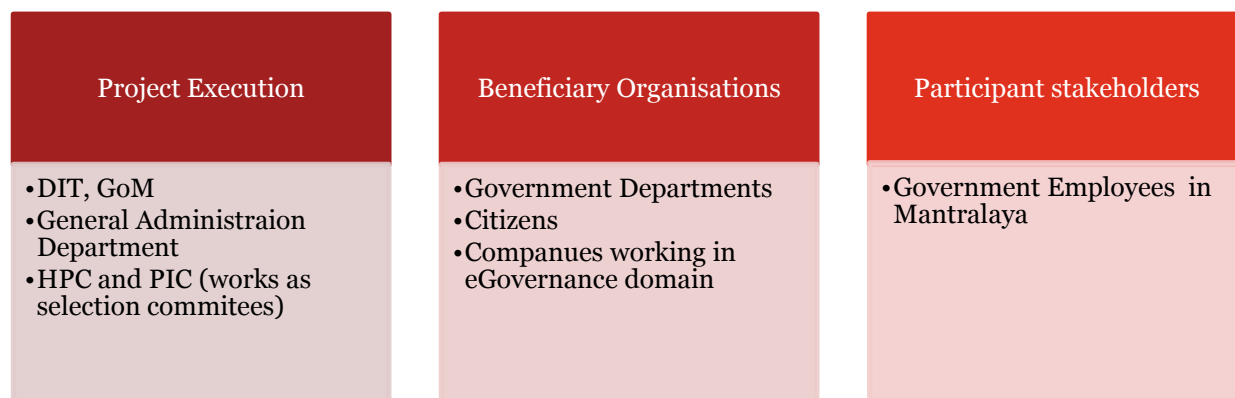 Project Execution
•DIT, GoM
•General Administraion
Department
•HPC and PIC (works as
selection commitees)
Beneficiary Organisations
•Government Departments
•Citizens
•Companues working in
eGovernance domain
Participant stakeholders
•Government Employees in
Mantralaya